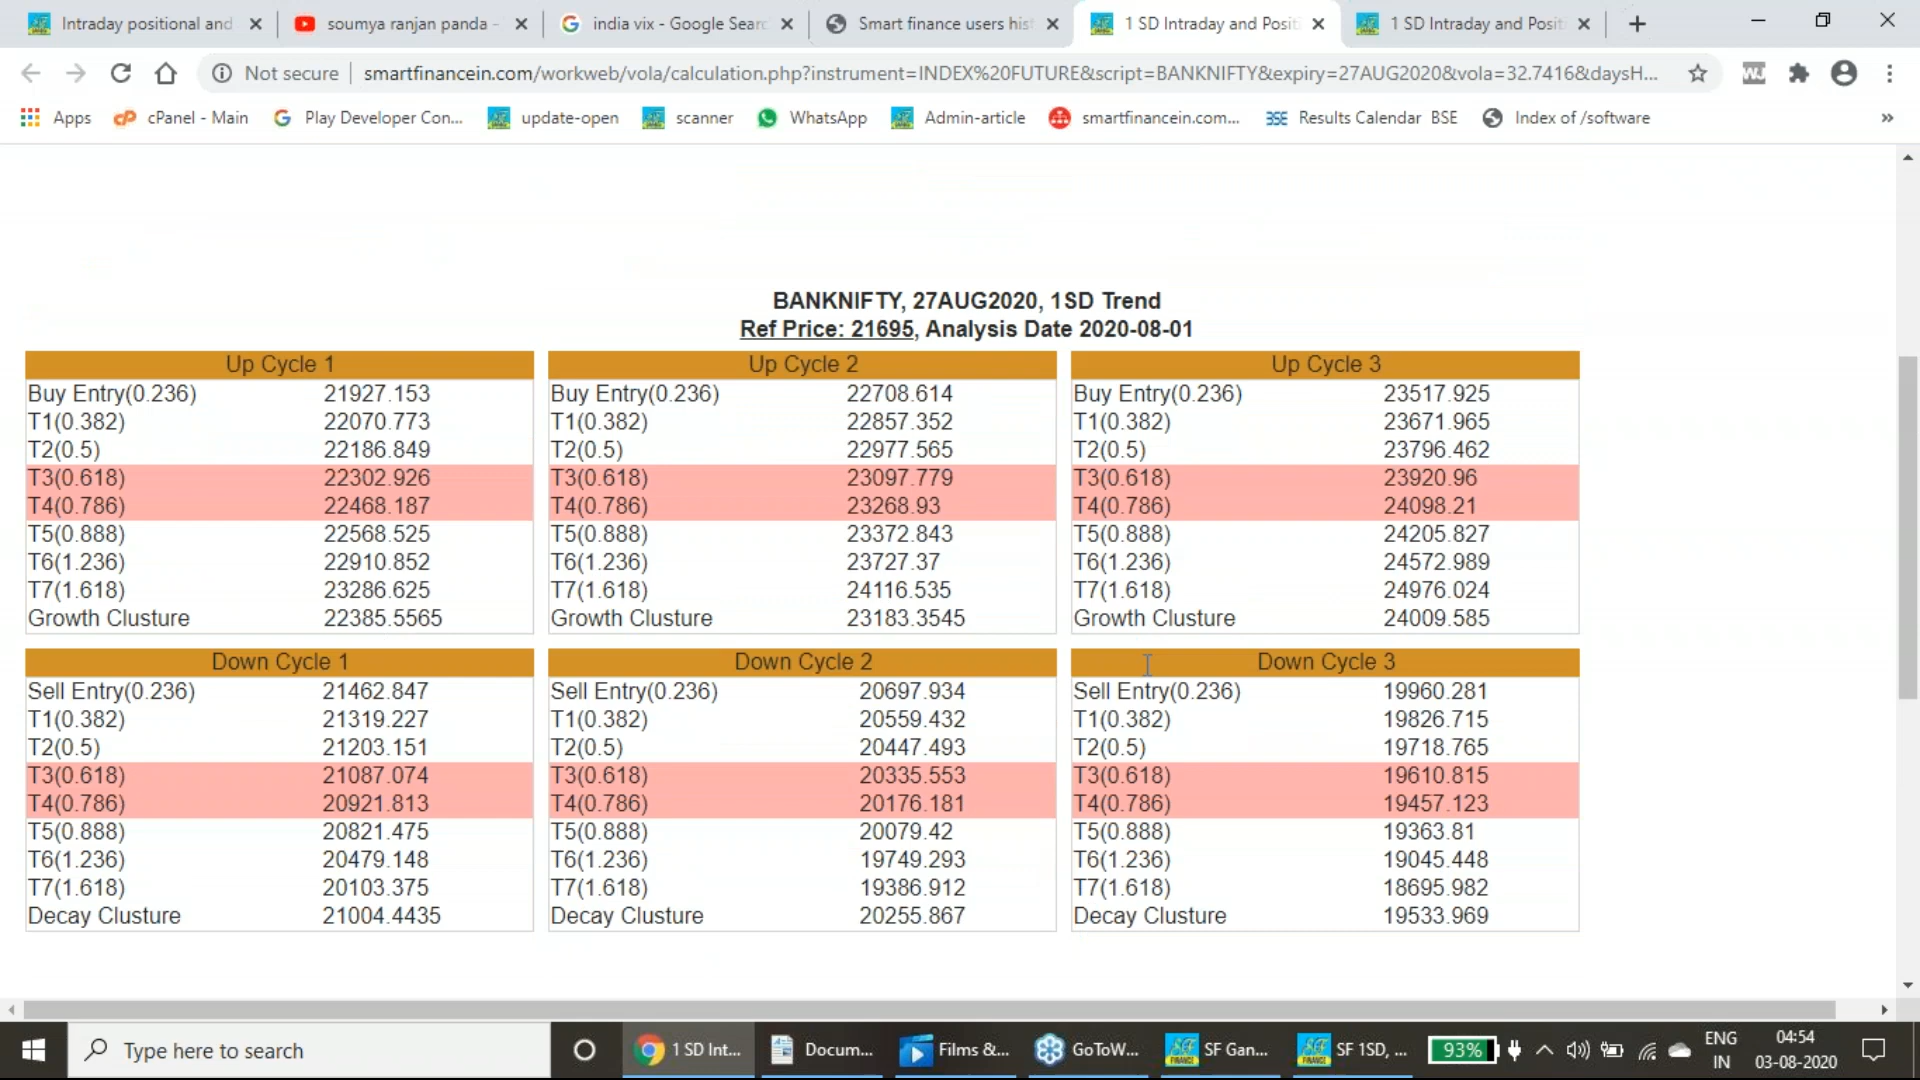 Intraday positional and
soumya ranjan panda -
india vix - Google Searc
Smart finance users hist
1 SD Intraday and Positi
1 SD Intraday and Positi
Not secure
smartfinancein.com/workweb/vola/calculation.php?instrument=INDEX%20FUTURE&script=BANKNIFTY&expiry=27AUG2020&vola=32.7416&daysH...
Apps
cPanel - Main
Play Developer Con...
update-open
scanner
WhatsApp
Admin-article
smartfinancein.com...
Results Calendar BSE
Index of /software
»
BANKNIFTY, 27AUG2020, 1SD Trend
Ref Price: 21695, Analysis Date 2020-08-01
Up Cycle 1
Buy Entry(0.236) 21927.153
T1(0.382) 22070.773
T2(0.5) 22186.849
T3(0.618) 22302.926
T4(0.786) 22468.187
T5(0.888) 22568.525
T6(1.236) 22910.852
T7(1.618) 23286.625
Growth Clusture 22385.5565
Up Cycle 2
Buy Entry(0.236) 22708.614
T1(0.382) 22857.352
T2(0.5) 22977.565
T3(0.618) 23097.779
T4(0.786) 23268.93
T5(0.888) 23372.843
T6(1.236) 23727.37
T7(1.618) 24116.535
Growth Clusture 23183.3545
Up Cycle 3
Buy Entry(0.236) 23517.925
T1(0.382) 23671.965
T2(0.5) 23796.462
T3(0.618) 23920.96
T4(0.786) 24098.21
T5(0.888) 24205.827
T6(1.236) 24572.989
T7(1.618) 24976.024
Growth Clusture 24009.585
Down Cycle 1
Sell Entry(0.236) 21462.847
T1(0.382) 21319.227
T2(0.5) 21203.151
T3(0.618) 21087.074
T4(0.786) 20921.813
T5(0.888) 20821.475
T6(1.236) 20479.148
T7(1.618) 20103.375
Decay Clusture 21004.4435
Down Cycle 2
Sell Entry(0.236) 20697.934
T1(0.382) 20559.432
T2(0.5) 20447.493
T3(0.618) 20335.553
T4(0.786) 20176.181
T5(0.888) 20079.42
T6(1.236) 19749.293
T7(1.618) 19386.912
Decay Clusture 20255.867
Down Cycle 3
Sell Entry(0.236) 19960.281
T1(0.382) 19826.715
T2(0.5) 19718.765
T3(0.618) 19610.815
T4(0.786) 19457.123
T5(0.888) 19363.81
T6(1.236) 19045.448
T7(1.618) 18695.982
Decay Clusture 19533.969
Type here to search
1 SD Int...
Docum...
Films &...
GoToW...
SF Gan...
SF 1SD, ...
93%
ENG
IN
04:54
03-08-2020